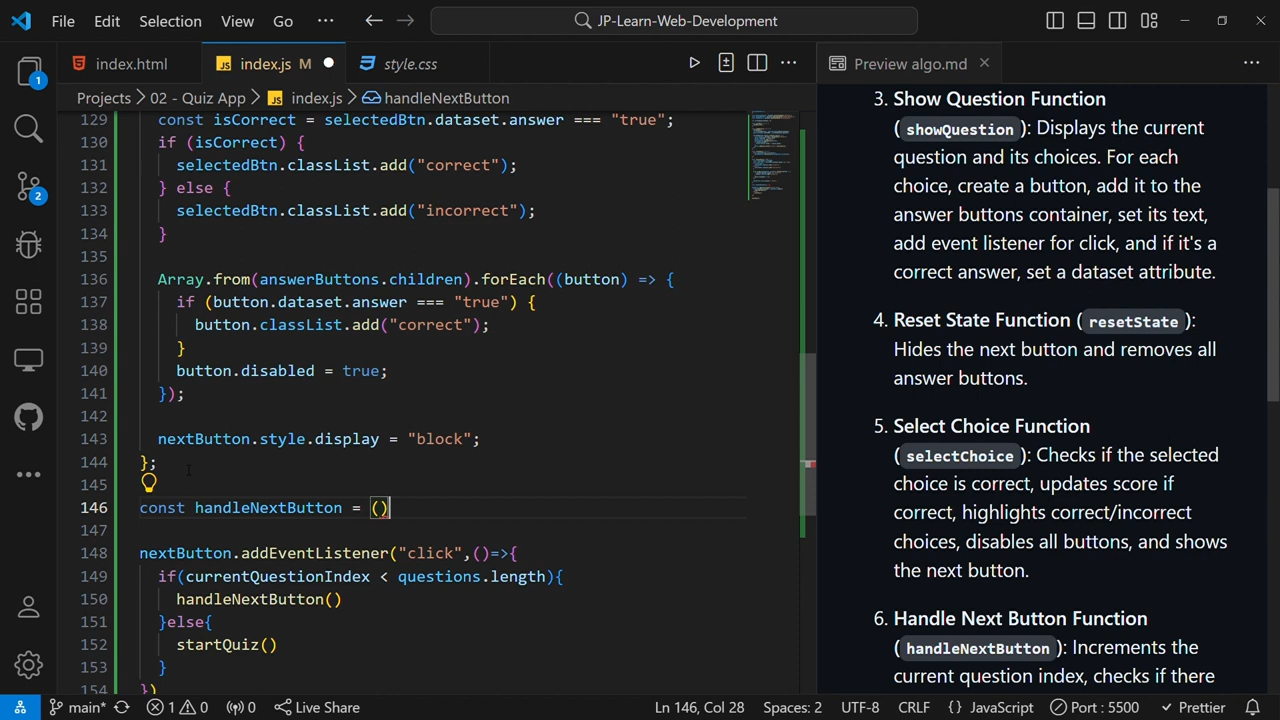 File Edit Selection View Go ··· JP-Learn-Web-Development
index.html
JS index.js M
style.css
Preview algo.md
Projects > 02 - Quiz App > JS index.js > handleNextButton
129 const isCorrect = selectedBtn.dataset.answer === "true";
130 if (isCorrect) {
131 selectedBtn.classList.add("correct");
132 } else {
133 selectedBtn.classList.add("incorrect");
134 }
135
136 Array.from(answerButtons.children).forEach((button) => {
137 if (button.dataset.answer === "true") {
138 button.classList.add("correct");
139 }
140 button.disabled = true;
141 });
142
143 nextButton.style.display = "block";
144 };
145
146 const handleNextButton = ()
147
148 nextButton.addEventListener("click",()=>{
149 if(currentQuestionIndex < questions.length){
150 handleNextButton()
151 }else{
152 startQuiz()
153 }
154 })
3. Show Question Function
(showQuestion): Displays the current
question and its choices. For each
choice, create a button, add it to the
answer buttons container, set its text,
add event listener for click, and if it's a
correct answer, set a dataset attribute.
4. Reset State Function (resetState):
Hides the next button and removes all
answer buttons.
5. Select Choice Function
(selectChoice): Checks if the selected
choice is correct, updates score if
correct, highlights correct/incorrect
choices, disables all buttons, and shows
the next button.
6. Handle Next Button Function
(handleNextButton): Increments the
current question index, checks if there
1
2
main* 1 0 0 Live Share Ln 146, Col 28 Spaces: 2 UTF-8 CRLF {} JavaScript Port : 5500 Prettier